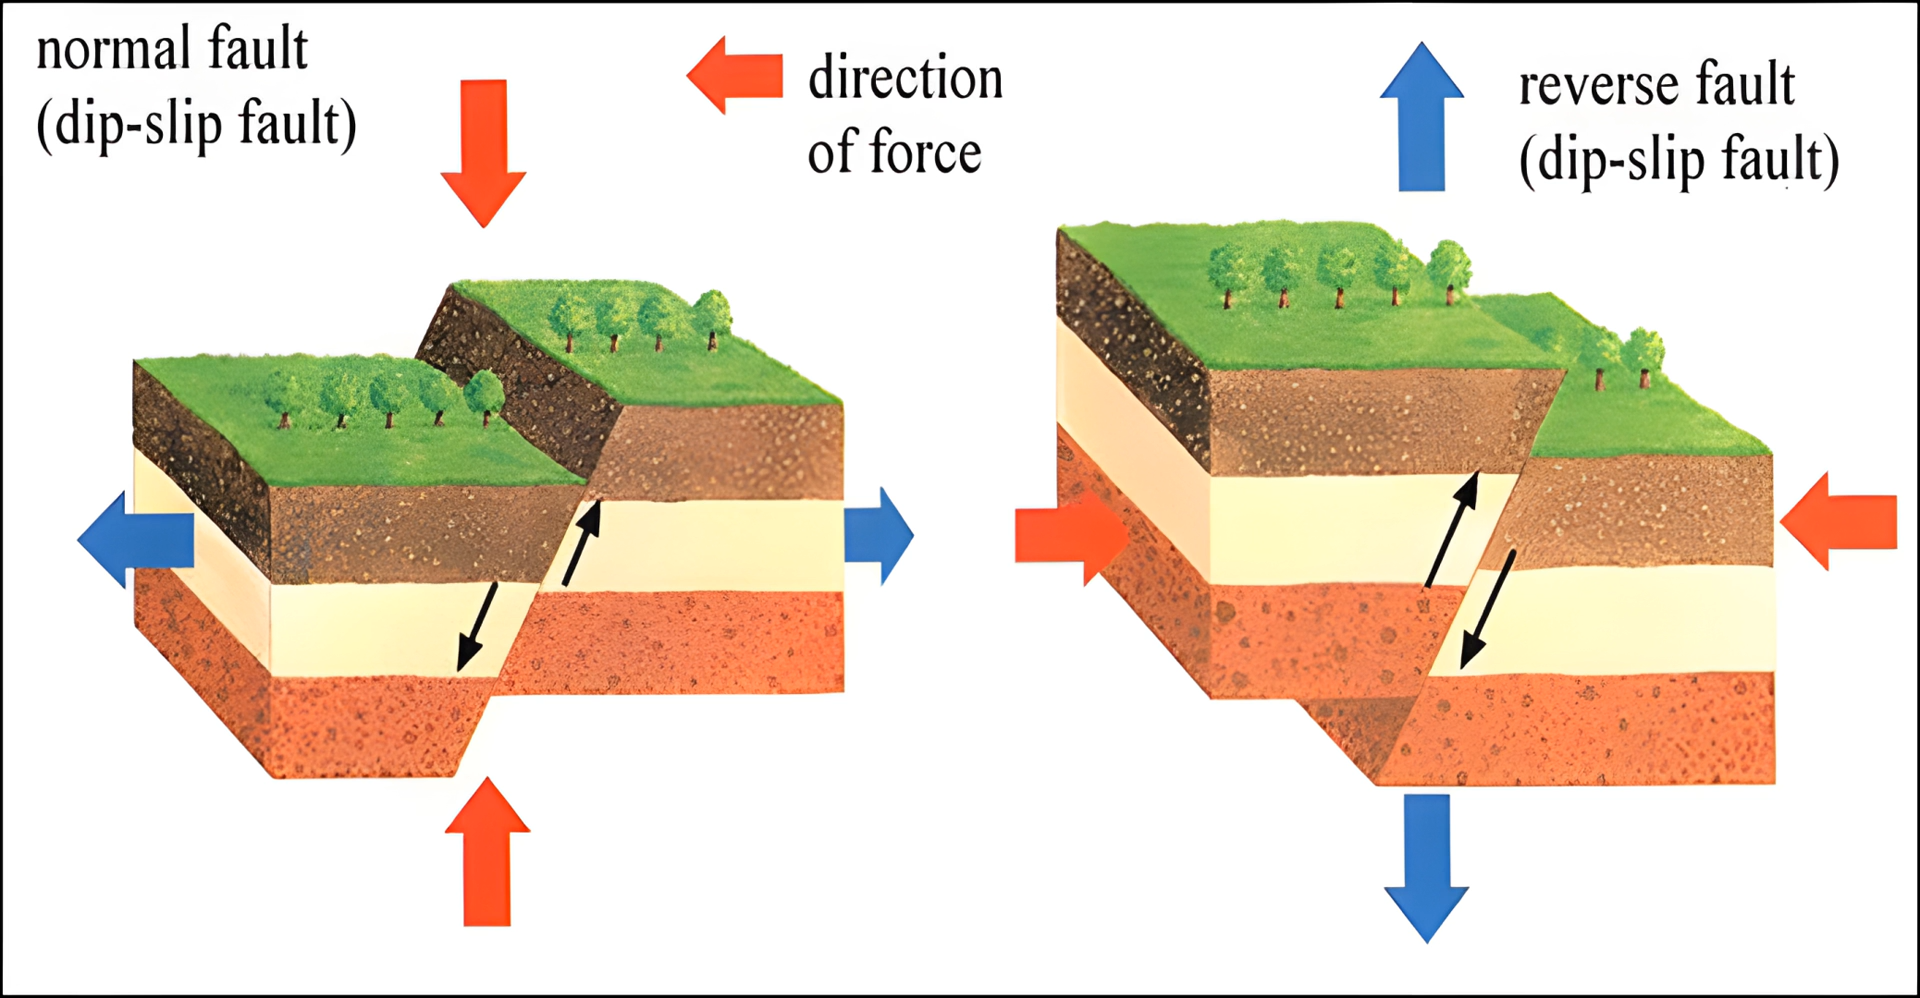 normal fault
(dip-slip fault)
direction
of force
reverse fault
(dip-slip fault)